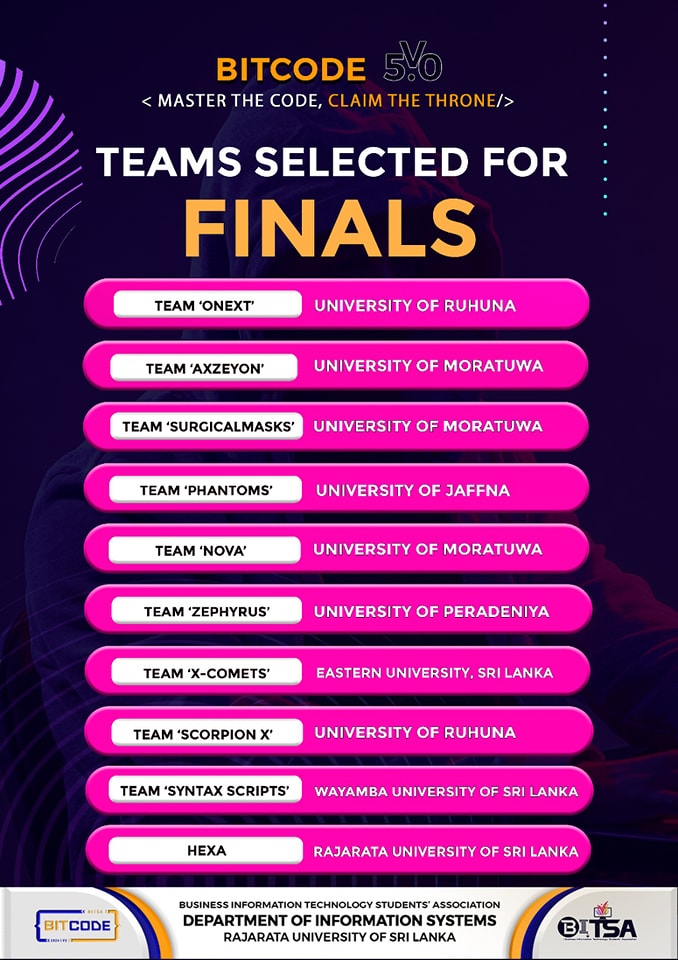 BITCODE V5.0
< MASTER THE CODE, CLAIM THE THRONE/>
TEAMS SELECTED FOR
FINALS
TEAM ‘ONEXT’ UNIVERSITY OF RUHUNA
TEAM ‘AXZEYON’ UNIVERSITY OF MORATUWA
TEAM ‘SURGICALMASKS’ UNIVERSITY OF MORATUWA
TEAM ‘PHANTOMS’ UNIVERSITY OF JAFFNA
TEAM ‘NOVA’ UNIVERSITY OF MORATUWA
TEAM ‘ZEPHYRUS’ UNIVERSITY OF PERADENIYA
TEAM ‘X-COMETS’ EASTERN UNIVERSITY, SRI LANKA
TEAM ‘SCORPION X’ UNIVERSITY OF RUHUNA
TEAM ‘SYNTAX SCRIPTS’ WAYAMBA UNIVERSITY OF SRI LANKA
HEXA RAJARATA UNIVERSITY OF SRI LANKA
BUSINESS INFORMATION TECHNOLOGY STUDENTS’ ASSOCIATION
DEPARTMENT OF INFORMATION SYSTEMS
RAJARATA UNIVERSITY OF SRI LANKA
BITCODE
BITSA